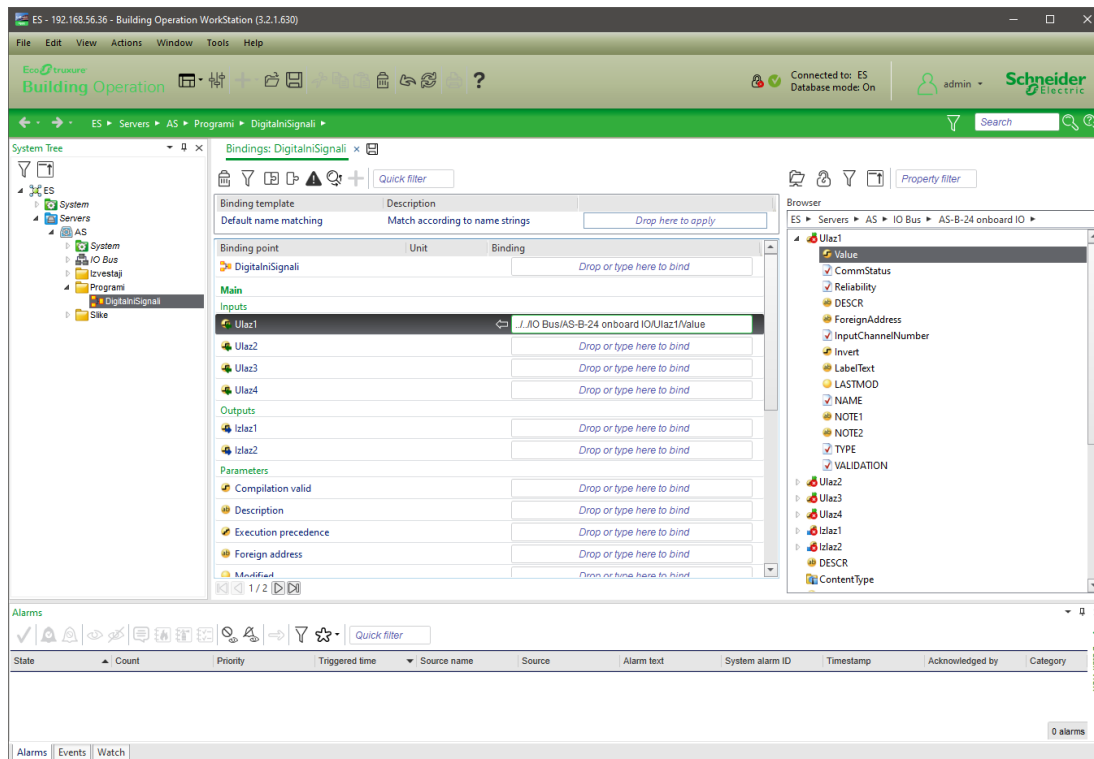 ES - 192.168.56.36 - Building Operation WorkStation (3.2.1.630)
File Edit View Actions Window Tools Help
EcoStruxure
Building Operation
Connected to: ES
Database mode: On
admin
Schneider
Electric
ES Servers AS Programi DigitalniSignali
Search
System Tree
ES
System
Servers
AS
System
IO Bus
Izvestaji
Programi
DigitalniSignali
Slike
Bindings: DigitalniSignali
Quick filter
Binding template Description
Default name matching Match according to name strings Drop here to apply
Binding point Unit Binding
DigitalniSignali Drop or type here to bind
Main
Inputs
Ulaz1 ../../IO Bus/AS-B-24 onboard IO/Ulaz1/Value
Ulaz2 Drop or type here to bind
Ulaz3 Drop or type here to bind
Ulaz4 Drop or type here to bind
Outputs
Izlaz1 Drop or type here to bind
Izlaz2 Drop or type here to bind
Parameters
Compilation valid Drop or type here to bind
Description Drop or type here to bind
Execution precedence Drop or type here to bind
Foreign address Drop or type here to bind
Modified Drop or type here to bind
1 / 2
Property filter
Browser
ES Servers AS IO Bus AS-B-24 onboard IO
Ulaz1
Value
CommStatus
Reliability
DESCR
ForeignAddress
InputChannelNumber
Invert
LabelText
LASTMOD
NAME
NOTE1
NOTE2
TYPE
VALIDATION
Ulaz2
Ulaz3
Ulaz4
Izlaz1
Izlaz2
DESCR
ContentType
Alarms
Quick filter
State Count Priority Triggered time Source name Source Alarm text System alarm ID Timestamp Acknowledged by Category
0 alarms
Alarms Events Watch